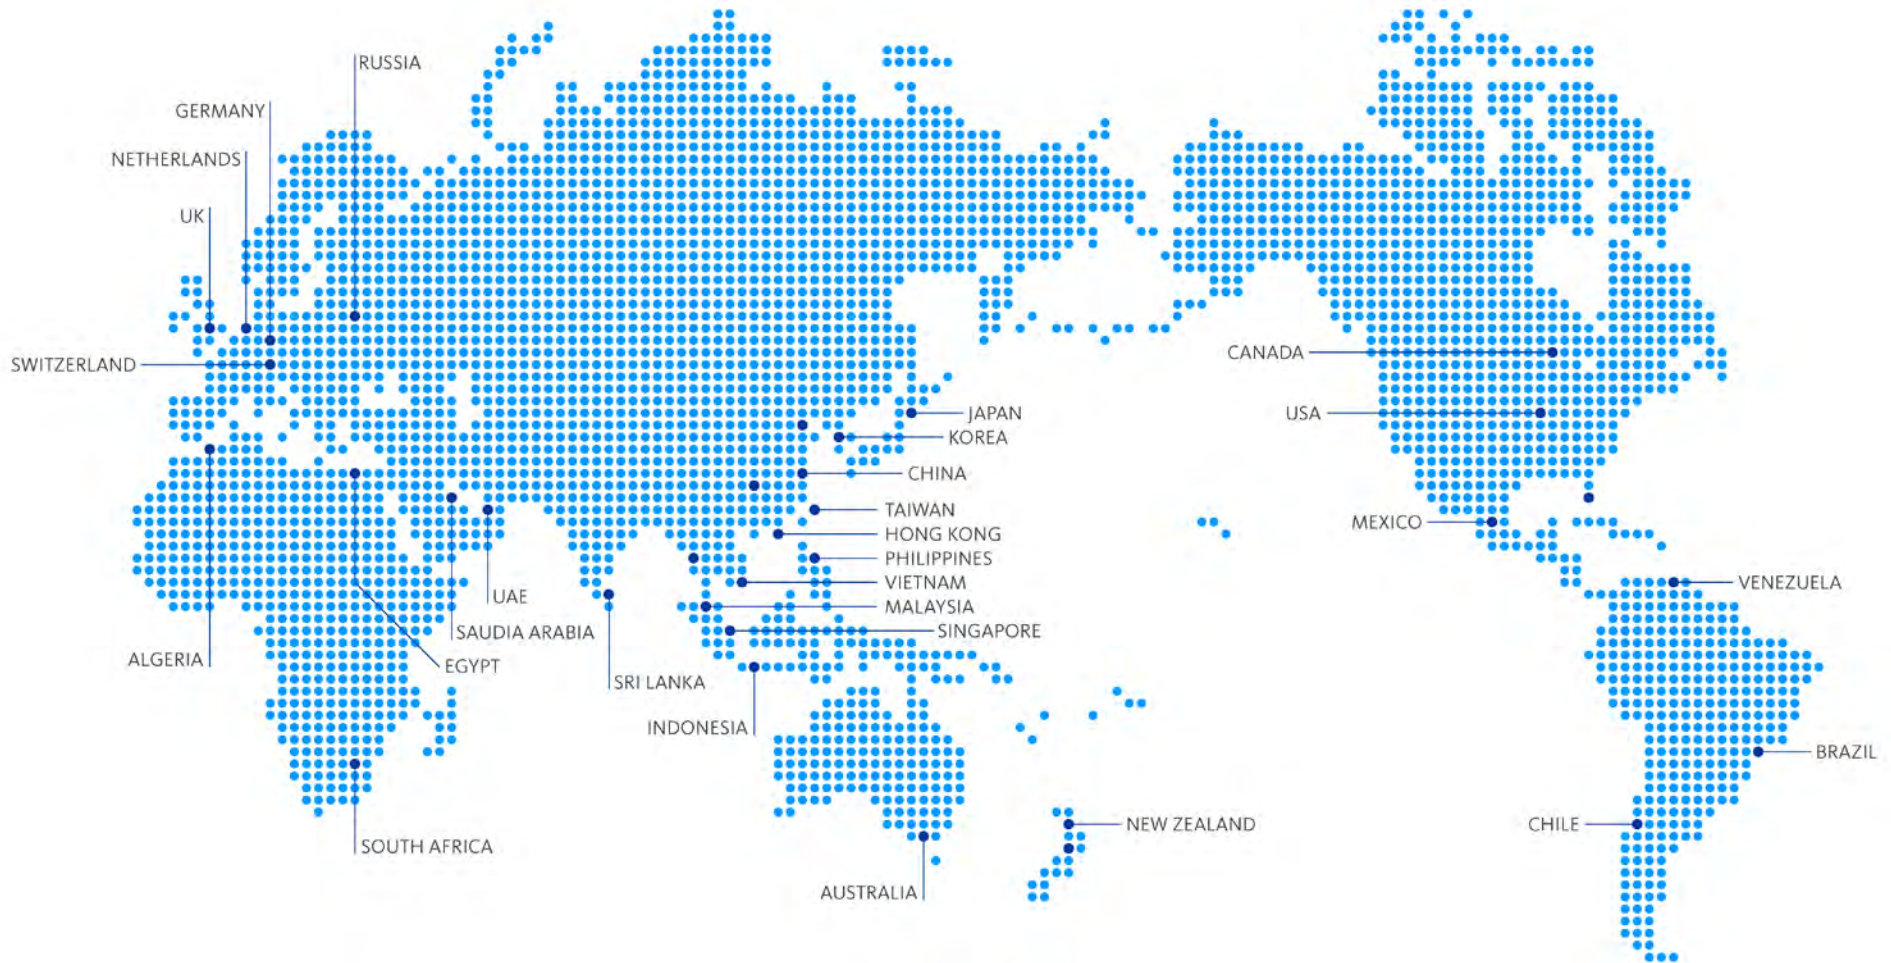 RUSSIA
GERMANY
NETHERLANDS
UK
SWITZERLAND
CANADA
JAPAN
USA
KOREA
CHINA
TAIWAN
MEXICO
HONG KONG
PHILIPPINES
VIETNAM
VENEZUELA
UAE
MALAYSIA
SAUDIA ARABIA
SINGAPORE
ALGERIA
EGYPT
SRI LANKA
INDONESIA
BRAZIL
NEW ZEALAND
CHILE
SOUTH AFRICA
AUSTRALIA